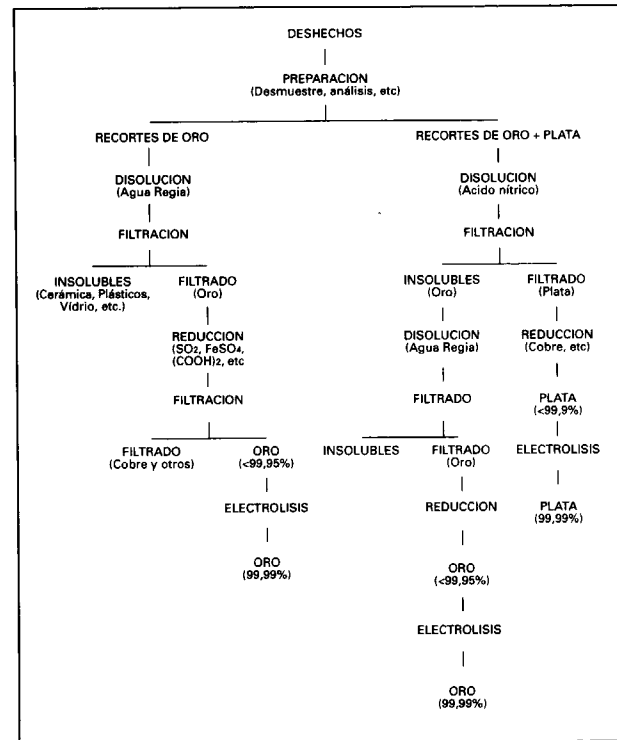 DESHECHOS
PREPARACION
(Desmuestre, análisis, etc)
RECORTES DE ORO
DISOLUCION
(Agua Regia)
FILTRACION
INSOLUBLES
(Cerámica, Plásticos,
Vídrio, etc.)
FILTRADO
(Oro)
REDUCCION
(SO2, FeSO4,
(COOH)2, etc
FILTRACION
FILTRADO
(Cobre y otros)
ORO
(<99,95%)
ELECTROLISIS
ORO
(99,99%)
RECORTES DE ORO + PLATA
DISOLUCION
(Acido nítrico)
FILTRACION
INSOLUBLES
(Oro)
DISOLUCION
(Agua Regia)
FILTRADO
INSOLUBLES
FILTRADO
(Oro)
REDUCCION
ORO
(<99,95%)
ELECTROLISIS
ORO
(99,99%)
FILTRADO
(Plata)
REDUCCION
(Cobre, etc)
PLATA
(<99,9%)
ELECTROLISIS
PLATA
(99,99%)